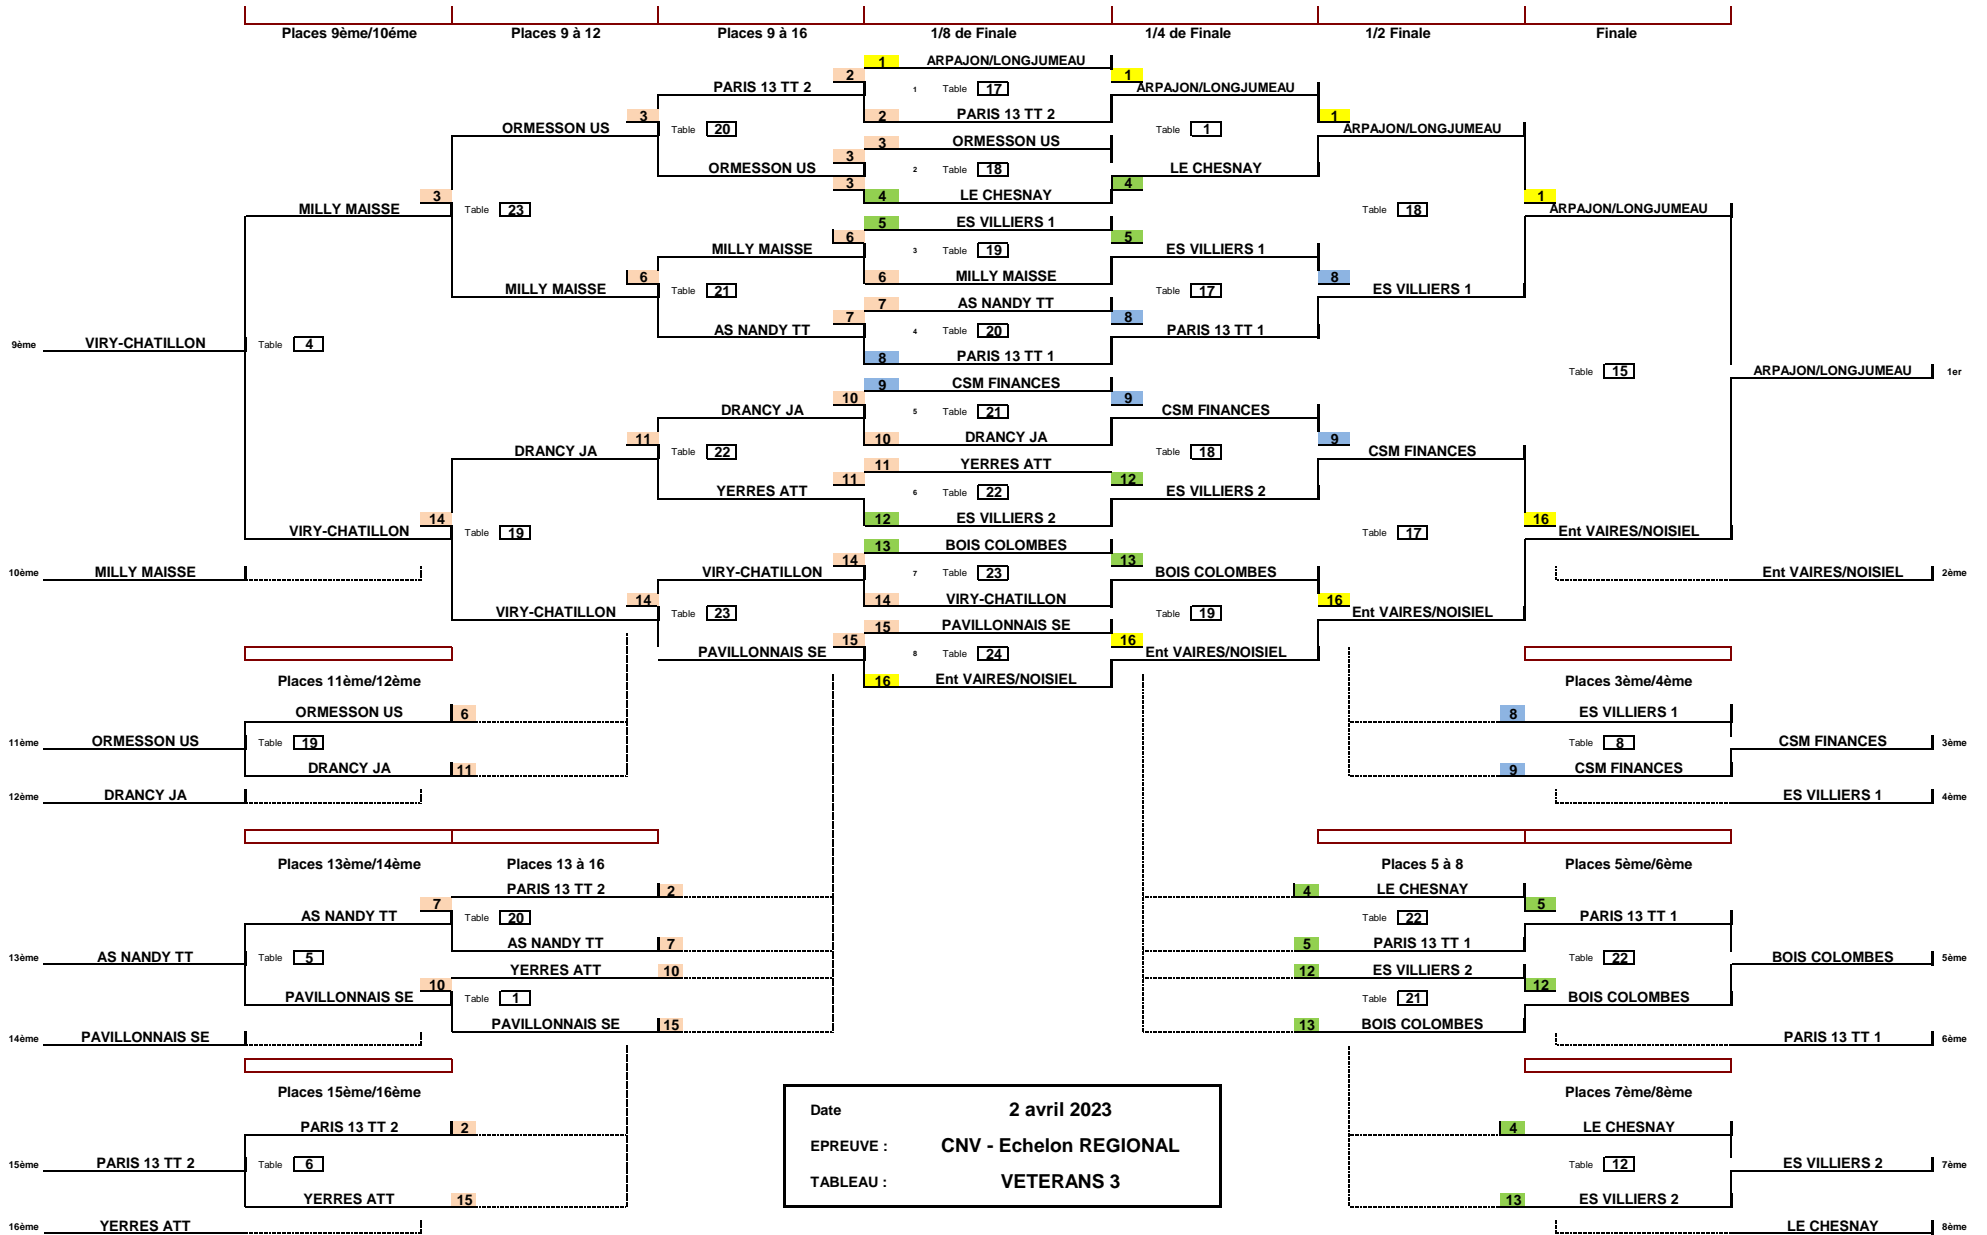 Places 9ème/10éme Places 9 à 12 Places 9 à 16 1/8 de Finale 1/4 de Finale 1/2 Finale Finale
1 ARPAJON/LONGJUMEAU
2 1
PARIS 13 TT 2 1 Table 17 ARPAJON/LONGJUMEAU
3 2 PARIS 13 TT 2 1
ORMESSON US Table 20 Table 1 ARPAJON/LONGJUMEAU
3 ORMESSON US
3
ORMESSON US 2 Table 18 LE CHESNAY
3 3 4
3 4 LE CHESNAY 1
MILLY MAISSE Table 23 Table 18 ARPAJON/LONGJUMEAU
5 ES VILLIERS 1
6 5
MILLY MAISSE 3 Table 19 ES VILLIERS 1
6 6 MILLY MAISSE 8
MILLY MAISSE Table 21 Table 17 ES VILLIERS 1
7 AS NANDY TT
7 8
AS NANDY TT 4 Table 20 PARIS 13 TT 1
9ème VIRY-CHATILLON Table 4
8 PARIS 13 TT 1
Table 15 ARPAJON/LONGJUMEAU 1er
9 CSM FINANCES
10 9
DRANCY JA 5 Table 21 CSM FINANCES
11 10 DRANCY JA 9
DRANCY JA Table 22 Table 18 CSM FINANCES
11 YERRES ATT
11 12
YERRES ATT 6 Table 22 ES VILLIERS 2
14 12 ES VILLIERS 2 16
VIRY-CHATILLON Table 19 Table 17 Ent VAIRES/NOISIEL
13 BOIS COLOMBES
14 13
10ème MILLY MAISSE VIRY-CHATILLON 7 Table 23 BOIS COLOMBES Ent VAIRES/NOISIEL 2ème
14 14 VIRY-CHATILLON 16
VIRY-CHATILLON Table 23 Table 19 Ent VAIRES/NOISIEL
15 PAVILLONNAIS SE
15 16
PAVILLONNAIS SE 8 Table 24 Ent VAIRES/NOISIEL
16 Ent VAIRES/NOISIEL
Places 11ème/12ème Places 3ème/4ème
ORMESSON US 6 8 ES VILLIERS 1
11ème ORMESSON US Table 19 Table 8 CSM FINANCES 3ème
DRANCY JA 11 9 CSM FINANCES
12ème DRANCY JA ES VILLIERS 1 4ème
Places 13ème/14ème Places 13 à 16 Places 5 à 8 Places 5ème/6ème
PARIS 13 TT 2 2 4 LE CHESNAY
7 5
AS NANDY TT Table 20 Table 22 PARIS 13 TT 1
AS NANDY TT 7 5 PARIS 13 TT 1
13ème AS NANDY TT Table 5 Table 22 BOIS COLOMBES 5ème
YERRES ATT 10 12 ES VILLIERS 2
10 12
PAVILLONNAIS SE Table 1 Table 21 BOIS COLOMBES
PAVILLONNAIS SE 15 13 BOIS COLOMBES
14ème PAVILLONNAIS SE PARIS 13 TT 1 6ème
Places 15ème/16ème Places 7ème/8ème
Date 2 avril 2023
PARIS 13 TT 2 2 4 LE CHESNAY
EPREUVE : CNV - Echelon REGIONAL
15ème PARIS 13 TT 2 Table 6 Table 12 ES VILLIERS 2 7ème
TABLEAU : VETERANS 3
YERRES ATT 15 13 ES VILLIERS 2
16ème YERRES ATT LE CHESNAY 8ème